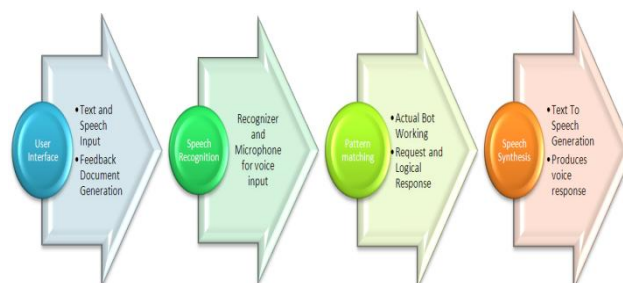 User
Interface
• Text and
Speech
Input
• Feedback
Document
Generation
Speech
Recognition
Recognizer
and
Microphone
for voice
input
Pattern
matching
• Actual Bot
Working
• Request and
Logical
Response
Speech
Synthesis
• Text To
Speech
Generation
• Produces
voice
response